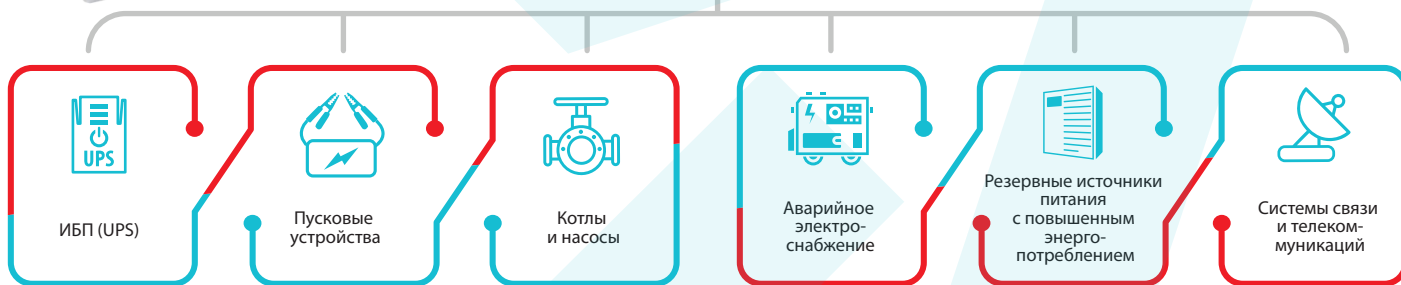 UPS
ИБП (UPS)
Пусковые
устройства
Котлы
и насосы
Аварийное
электро-
снабжение
Резервные источники
питания
с повышенным
энерго-
потреблением
Системы связи
и телеком-
муникаций